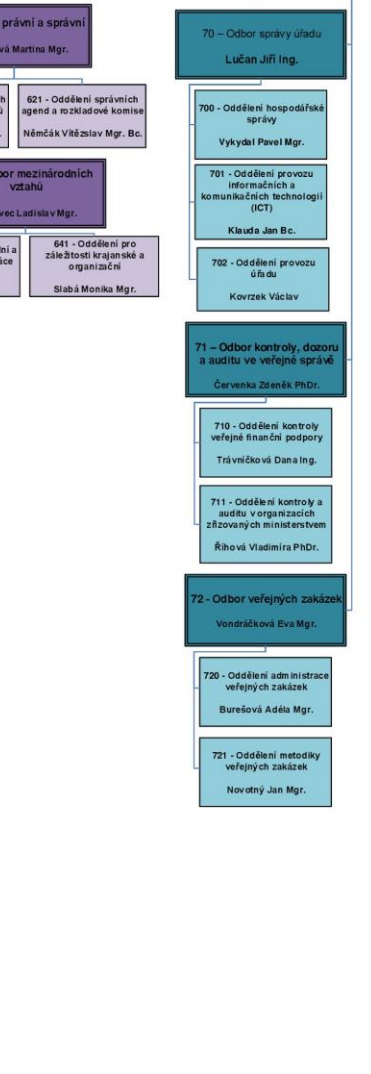 právní a správní
Martina Mgr.
621 - Oddělení správních
agend a rozkladové komise
Němčák Vítězslav Mgr. Bc.
mezinárodních
vztahů
Ladislav Mgr.
641 - Oddělení pro
záležitosti krajanské a
organizační
Slabá Monika Mgr.
70 – Odbor správy úřadu
Lučan Jiří Ing.
700 - Oddělení hospodářské
správy
Vykydal Pavel Mgr.
701 - Oddělení provozu
informačních a
komunikačních technologií
(ICT)
Klauda Jan Bc.
702 - Oddělení provozu
úřadu
Kovrzek Václav
71 – Odbor kontroly, dozoru
a auditu ve veřejné správě
Červenka Zdeněk PhDr.
710 - Oddělení kontroly
veřejné finanční podpory
Trávníčková Dana Ing.
711 - Oddělení kontroly a
auditu v organizacích
zřizovaných ministerstvem
Říhová Vladimíra PhDr.
72 - Odbor veřejných zakázek
Vondráčková Eva Mgr.
720 - Oddělení administrace
veřejných zakázek
Burešová Adéla Mgr.
721 - Oddělení metodiky
veřejných zakázek
Novotný Jan Mgr.